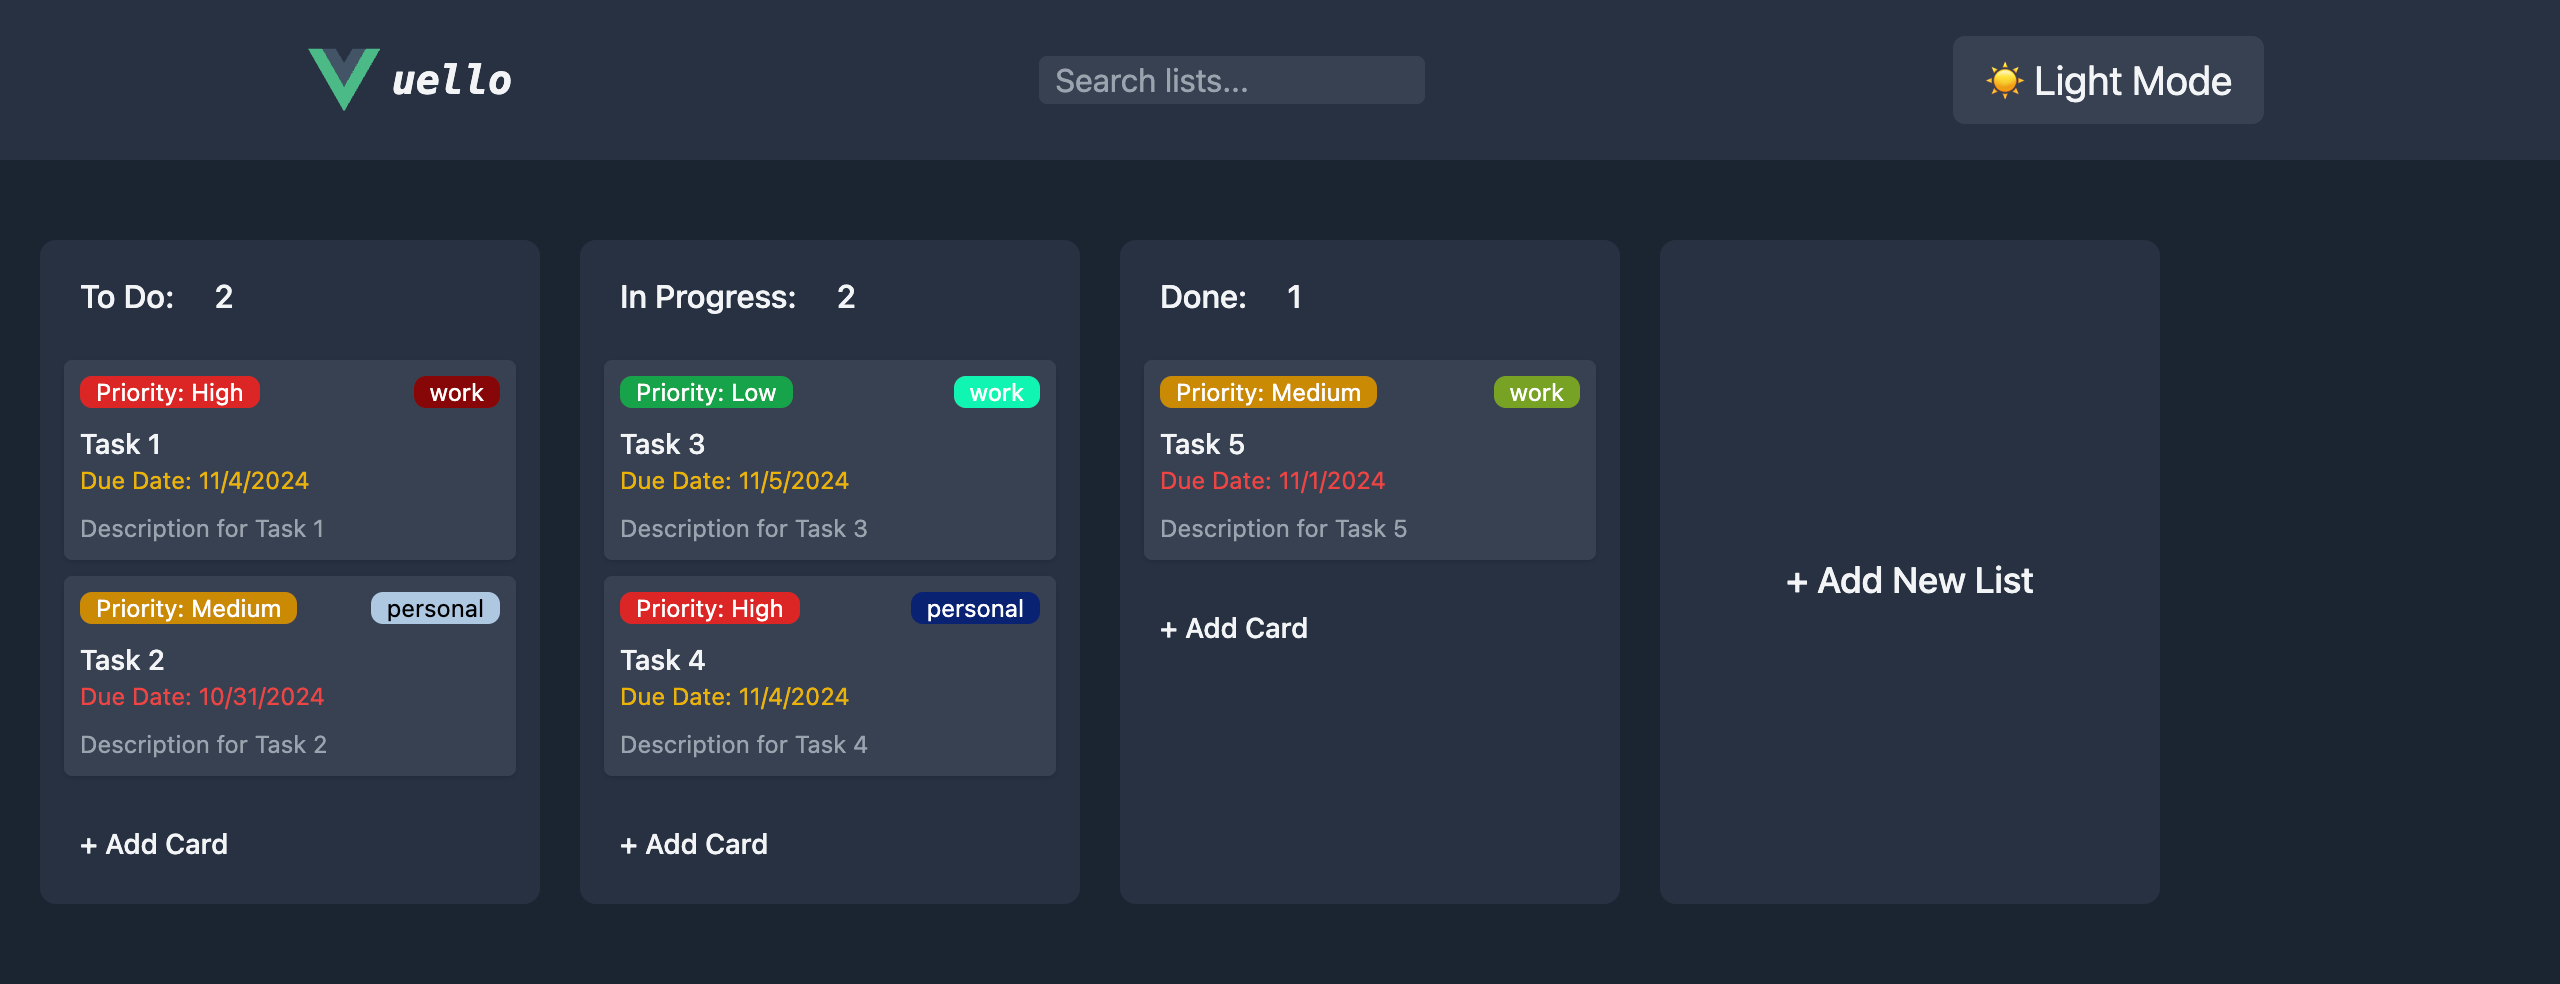 uello
Search lists...
☀️ Light Mode
To Do: 2
Priority: High work
Task 1
Due Date: 11/4/2024
Description for Task 1
Priority: Medium personal
Task 2
Due Date: 10/31/2024
Description for Task 2
+ Add Card
In Progress: 2
Priority: Low work
Task 3
Due Date: 11/5/2024
Description for Task 3
Priority: High personal
Task 4
Due Date: 11/4/2024
Description for Task 4
+ Add Card
Done: 1
Priority: Medium work
Task 5
Due Date: 11/1/2024
Description for Task 5
+ Add Card
+ Add New List